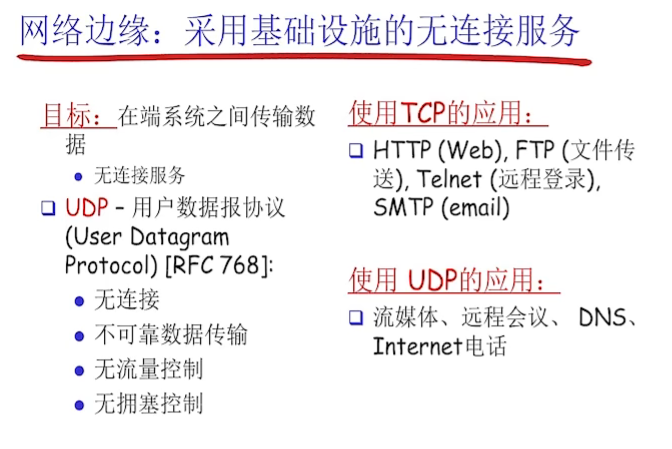 网络边缘：采用基础设施的无连接服务
目标：在端系统之间传输数
据
• 无连接服务
❑ UDP – 用户数据报协议
(User Datagram
Protocol) [RFC 768]:
• 无连接
• 不可靠数据传输
• 无流量控制
• 无拥塞控制
使用TCP的应用：
❑ HTTP (Web), FTP (文件传
送), Telnet (远程登录),
SMTP (email)
使用 UDP的应用：
❑ 流媒体、远程会议、 DNS、
Internet电话